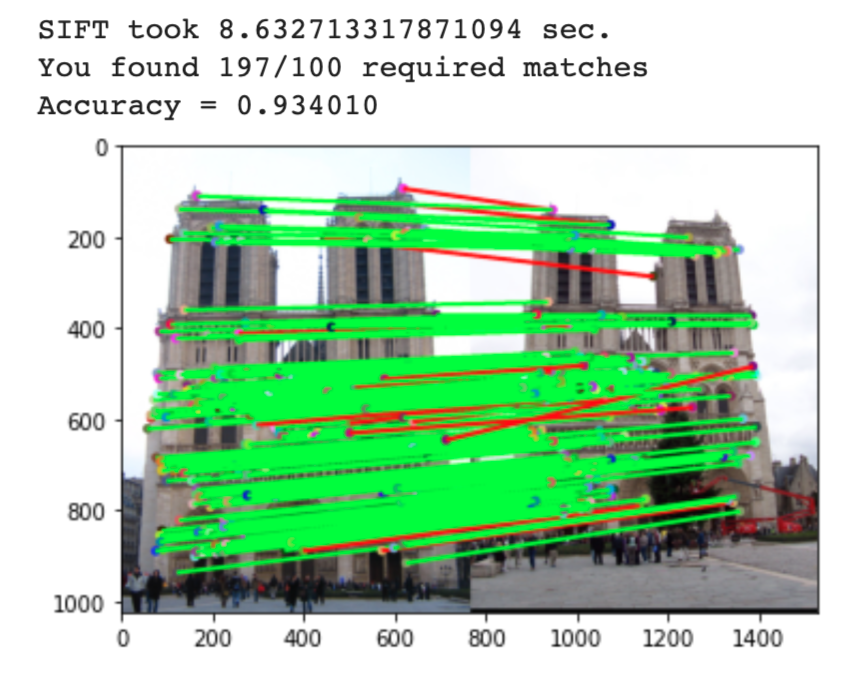 SIFT took 8.632713317871094 sec.
You found 197/100 required matches
Accuracy = 0.934010
0
200
400
600
800
1000
0 200 400 600 800 1000 1200 1400